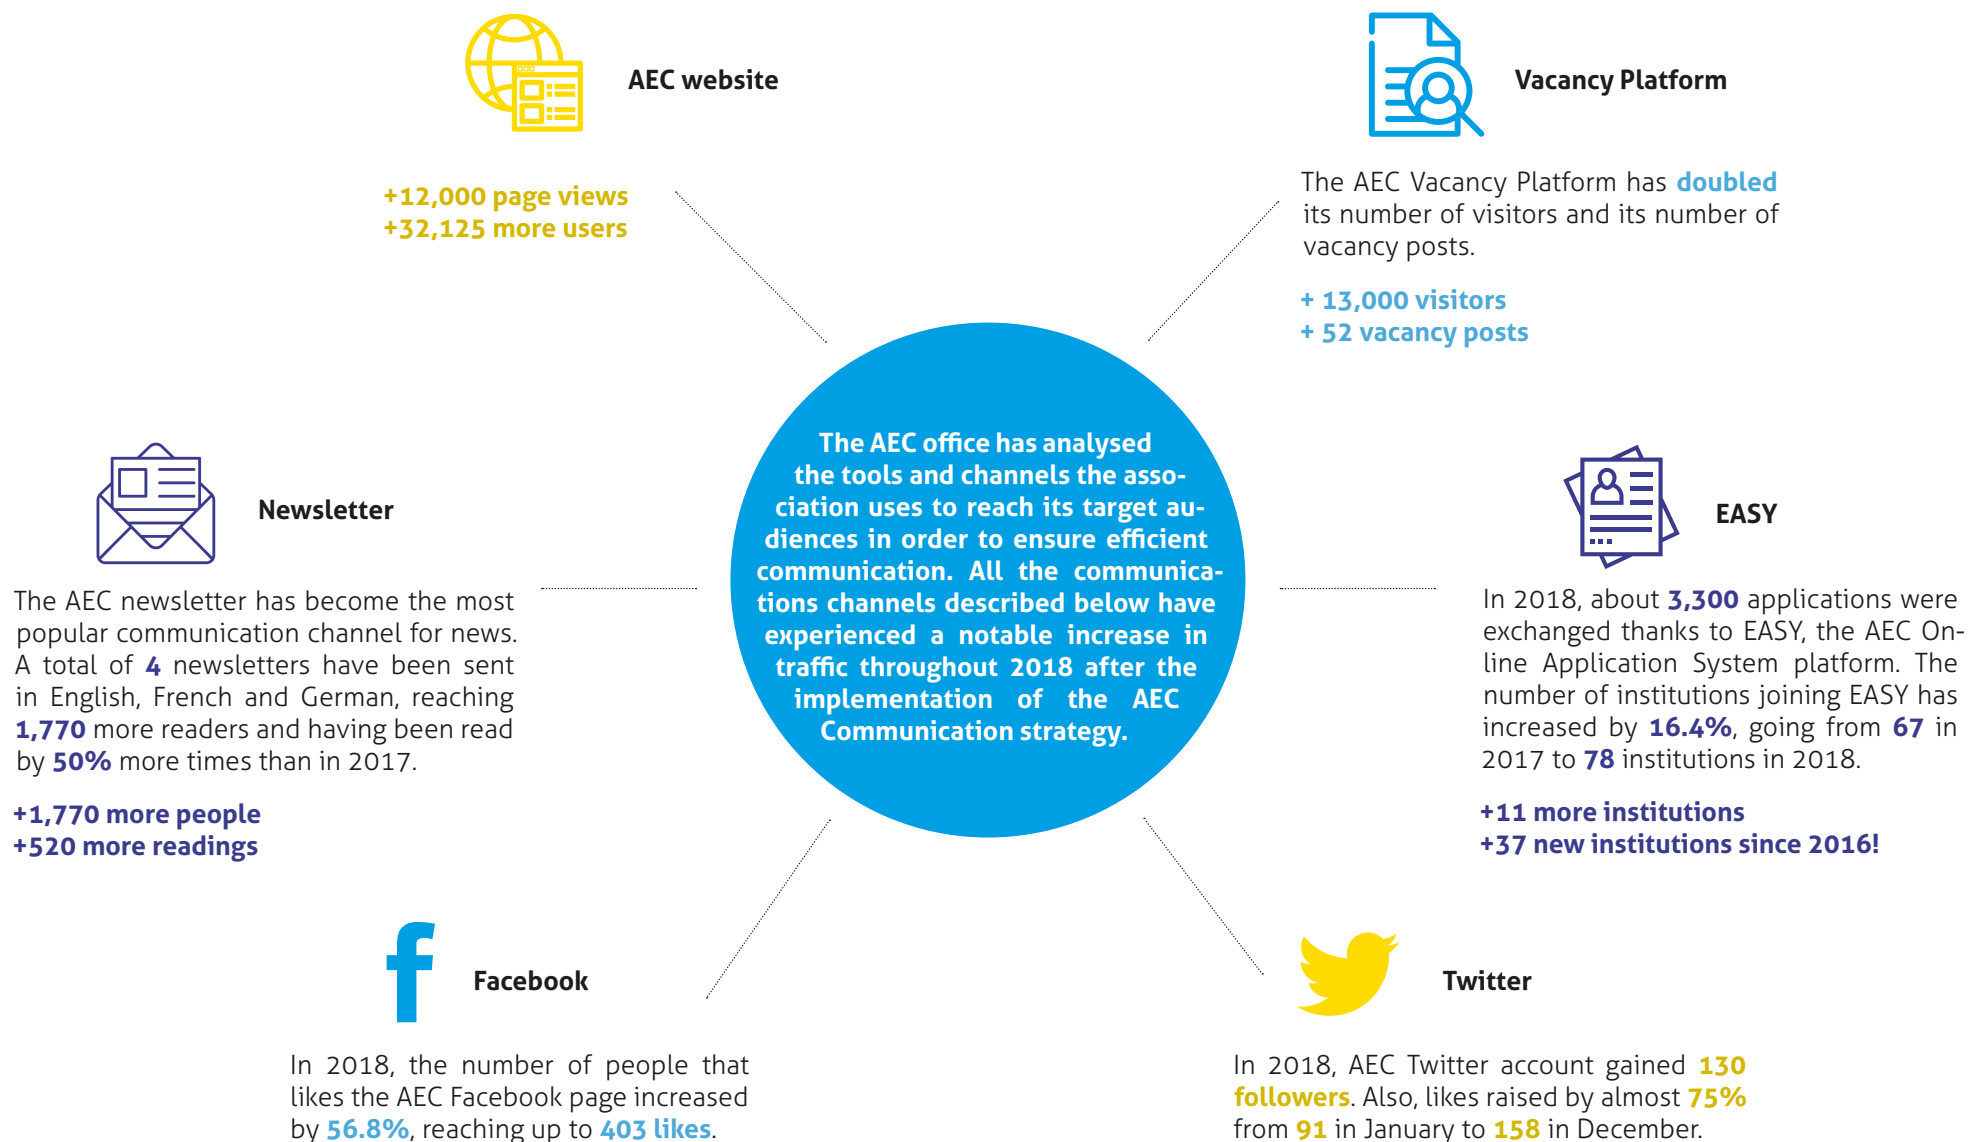 AEC website
+12,000 page views
+32,125 more users
Vacancy Platform
The AEC Vacancy Platform has doubled
its number of visitors and its number of
vacancy posts.
+ 13,000 visitors
+ 52 vacancy posts
The AEC office has analysed
the tools and channels the asso-
ciation uses to reach its target au-
diences in order to ensure efficient
communication. All the communica-
tions channels described below have
experienced a notable increase in
traffic throughout 2018 after the
implementation of the AEC
Communication strategy.
Newsletter
The AEC newsletter has become the most
popular communication channel for news.
A total of 4 newsletters have been sent
in English, French and German, reaching
1,770 more readers and having been read
by 50% more times than in 2017.
+1,770 more people
+520 more readings
EASY
In 2018, about 3,300 applications were
exchanged thanks to EASY, the AEC On-
line Application System platform. The
number of institutions joining EASY has
increased by 16.4%, going from 67 in
2017 to 78 institutions in 2018.
+11 more institutions
+37 new institutions since 2016!
Facebook
In 2018, the number of people that
likes the AEC Facebook page increased
by 56.8%, reaching up to 403 likes.
Twitter
In 2018, AEC Twitter account gained 130
followers. Also, likes raised by almost 75%
from 91 in January to 158 in December.